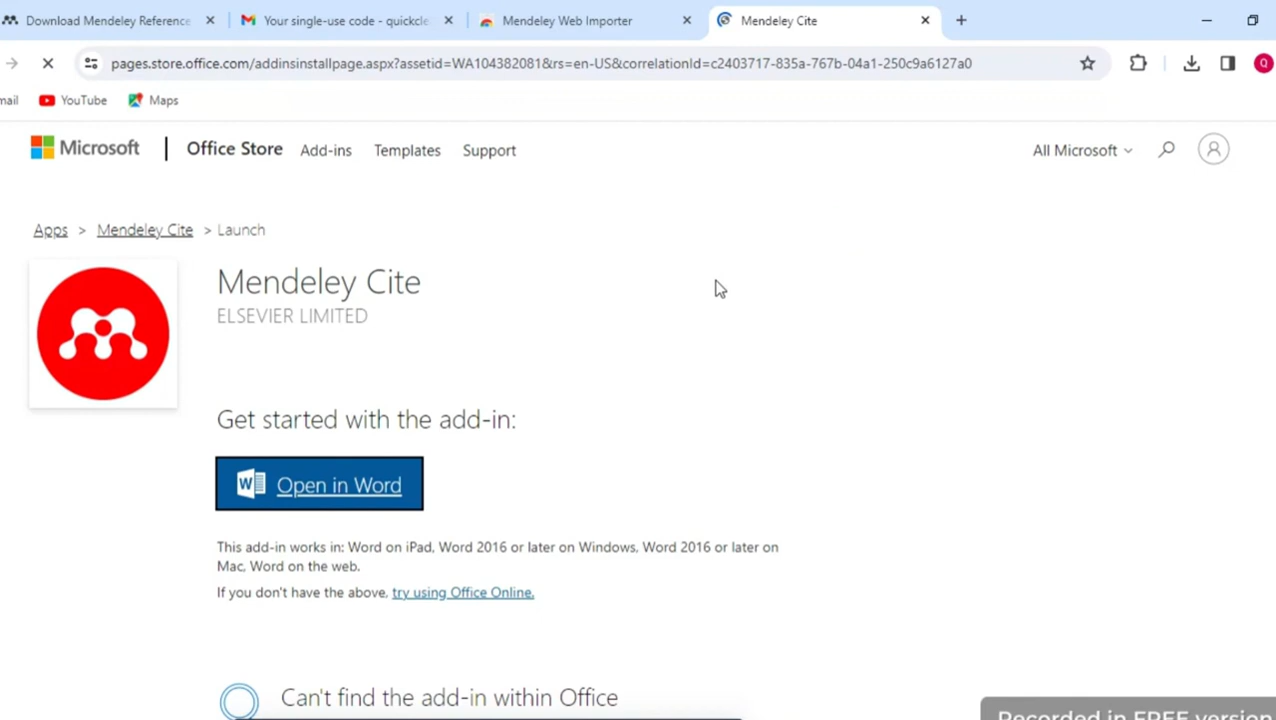 Download Mendeley Reference
Your single-use code - quickcle
Mendeley Web Importer
Mendeley Cite
pages.store.office.com/addinsinstallpage.aspx?assetid=WA104382081&rs=en-US&correlationId=c2403717-835a-767b-04a1-250c9a6127a0
Q
mail
YouTube
Maps
Microsoft
Office Store
Add-ins
Templates
Support
All Microsoft
Apps > Mendeley Cite > Launch
Mendeley Cite
ELSEVIER LIMITED
Get started with the add-in:
W
Open in Word
This add-in works in: Word on iPad, Word 2016 or later on Windows, Word 2016 or later on
Mac, Word on the web.
If you don't have the above, try using Office Online.
Can't find the add-in within Office
Recorded in FREE version